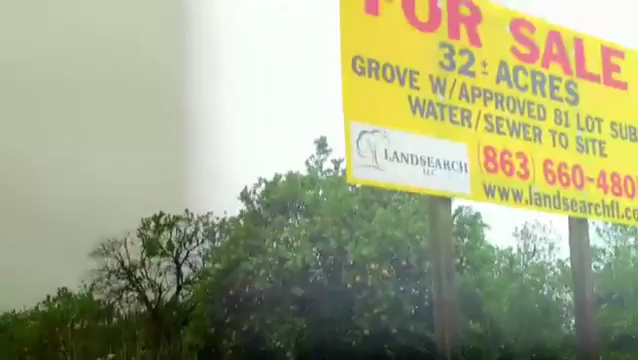 FOR SALE
32± ACRES
GROVE W/APPROVED 81 LOT SUB
WATER/SEWER TO SITE
LANDSEARCH
LLC
(863) 660-480
www.landsearchfl.co